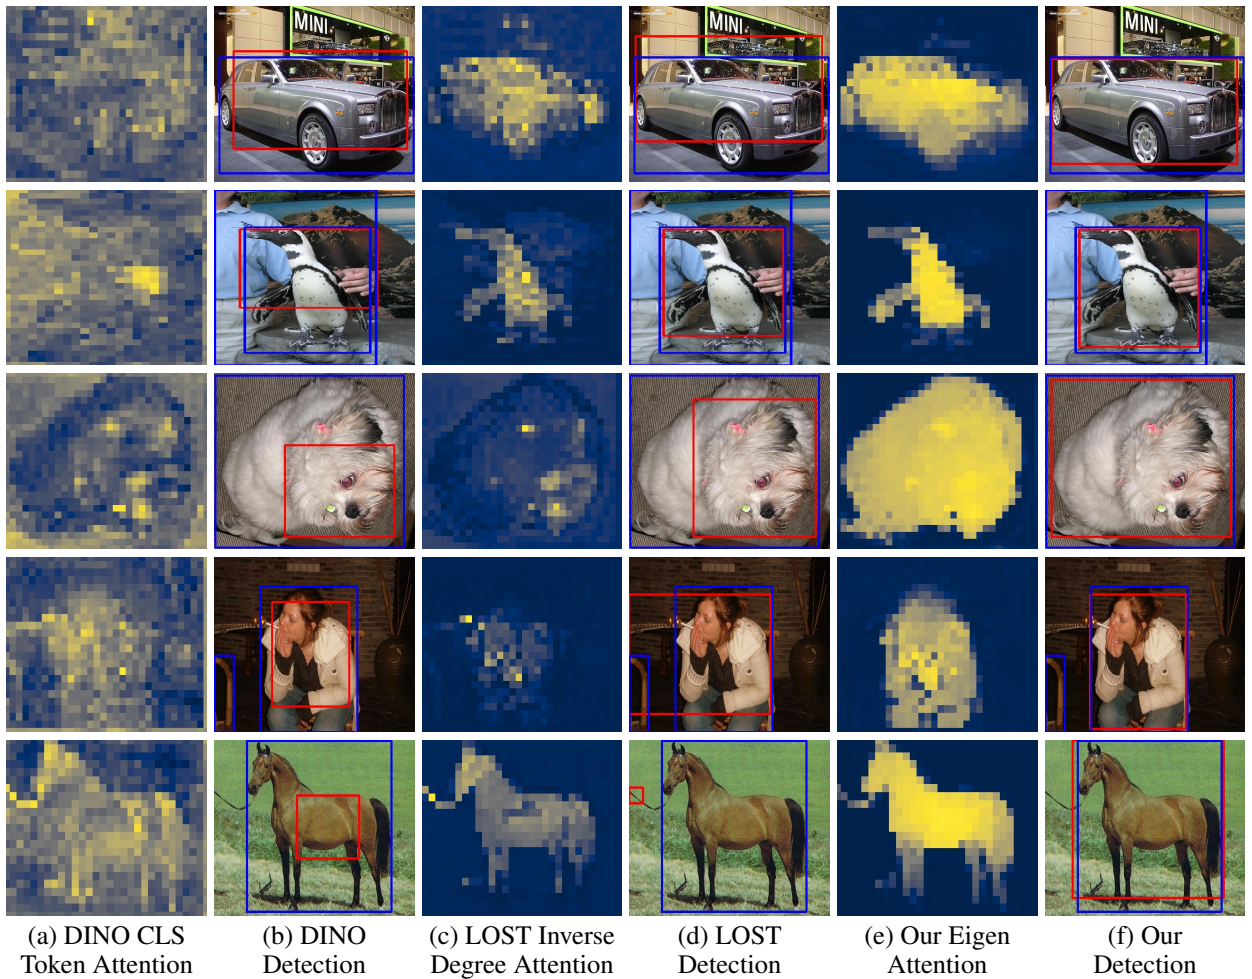 MINI
MINI
MINI
(a) DINO CLS
Token Attention
(b) DINO
Detection
(c) LOST Inverse
Degree Attention
(d) LOST
Detection
(e) Our Eigen
Attention
(f) Our
Detection